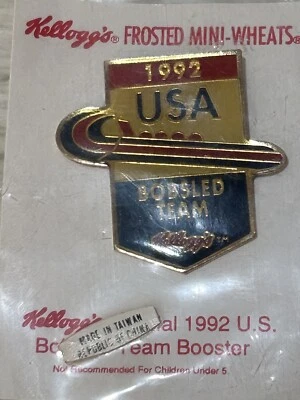 Kellogg's® FROSTED MINI-WHEATS®
1992
USA
BOBSLED
TEAM
Kellogg's
MADE IN TAIWAN
REPUBLIC OF CHINA
Kellogg's al 1992 U.S.
Bo Team Booster
Not Recommended For Children Under 5